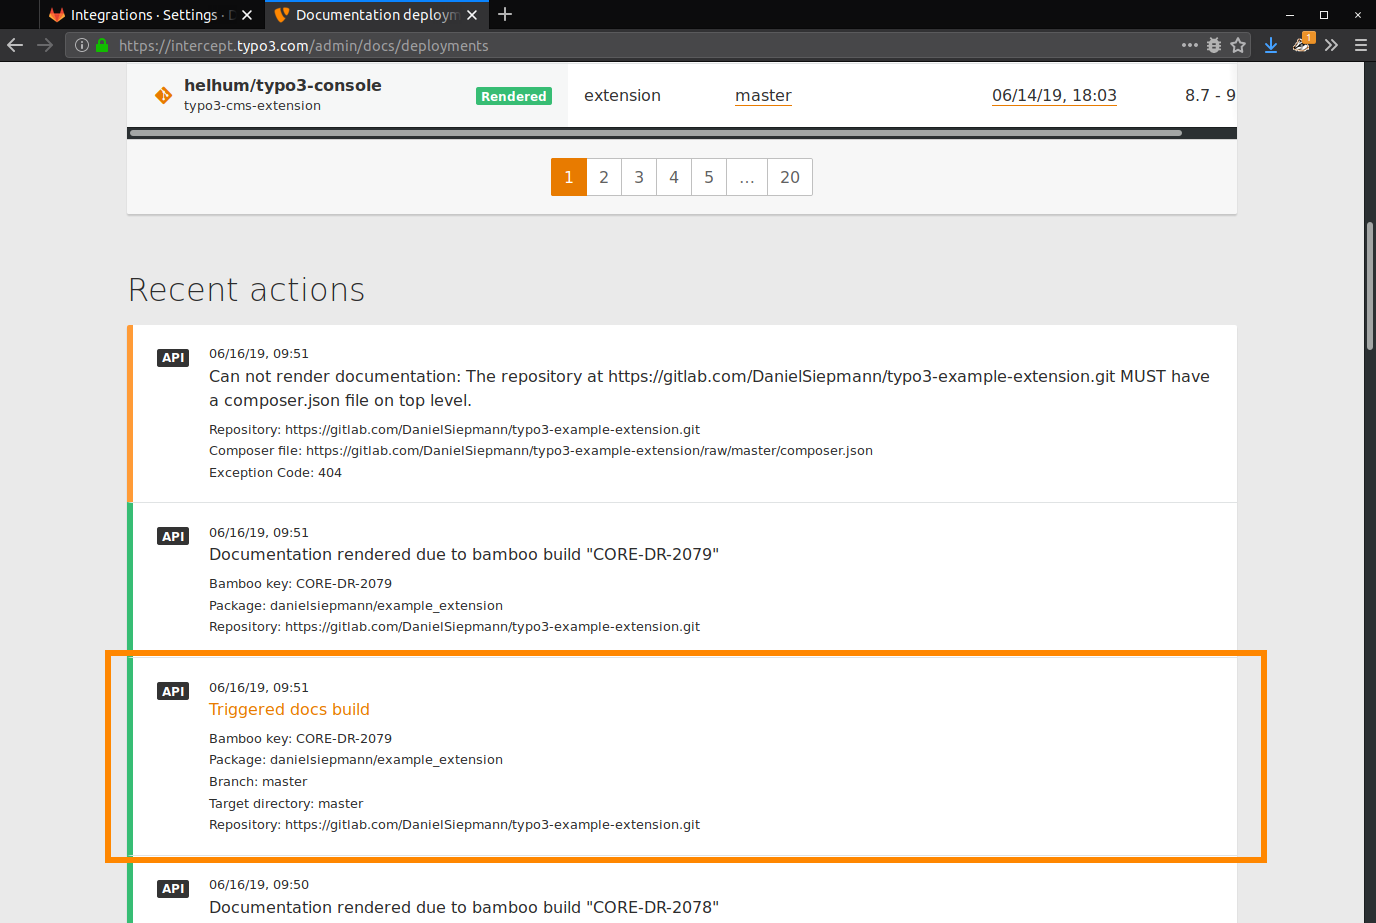 Integrations · Settings ·
Documentation deploym
https://intercept.typo3.com/admin/docs/deployments
1
helhum/typo3-console
typo3-cms-extension
Rendered
extension
master
06/14/19, 18:03
8.7 - 9
1 2 3 4 5 ... 20
Recent actions
API
06/16/19, 09:51
Can not render documentation: The repository at https://gitlab.com/DanielSiepmann/typo3-example-extension.git MUST have
a composer.json file on top level.
Repository: https://gitlab.com/DanielSiepmann/typo3-example-extension.git
Composer file: https://gitlab.com/DanielSiepmann/typo3-example-extension/raw/master/composer.json
Exception Code: 404
API
06/16/19, 09:51
Documentation rendered due to bamboo build "CORE-DR-2079"
Bamboo key: CORE-DR-2079
Package: danielsiepmann/example_extension
Repository: https://gitlab.com/DanielSiepmann/typo3-example-extension.git
API
06/16/19, 09:51
Triggered docs build
Bamboo key: CORE-DR-2079
Package: danielsiepmann/example_extension
Branch: master
Target directory: master
Repository: https://gitlab.com/DanielSiepmann/typo3-example-extension.git
API
06/16/19, 09:50
Documentation rendered due to bamboo build "CORE-DR-2078"